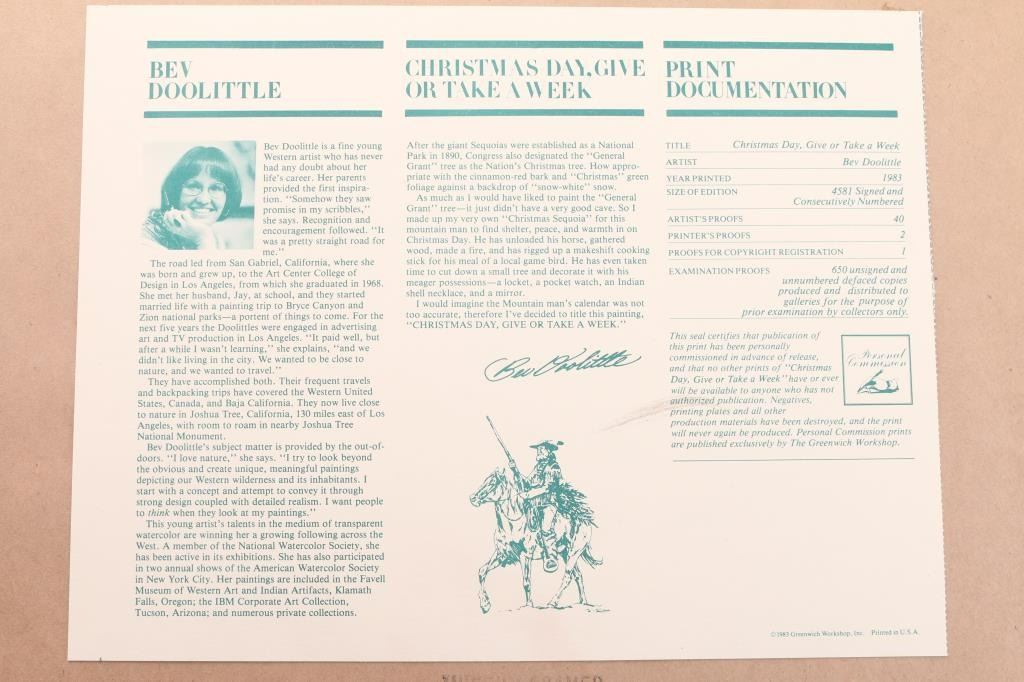 BEV
DOOLITTLE
Bev Doolittle is a fine young
Western artist who has never
had any doubt about her
life's career. Her parents
provided the first inspira-
tion. "Somehow they saw
promise in my scribbles,"
she says. Recognition and
encouragement followed. "It
was a pretty straight road for
me."
The road led from San Gabriel, California, where she
was born and grew up, to the Art Center College of
Design in Los Angeles, from which she graduated in 1968.
She met her husband, Jay, at school, and they started
married life with a painting trip to Bryce Canyon and
Zion national parks—a portent of things to come. For the
next five years the Doolittles were engaged in advertising
art and TV production in Los Angeles. "It paid well, but
after a while I wasn't learning," she explains, "and we
didn't like living in the city. We wanted to be close to
nature, and we wanted to travel."
They have accomplished both. Their frequent travels
and backpacking trips have covered the Western United
States, Canada, and Baja California. They now live close
to nature in Joshua Tree, California, 130 miles east of Los
Angeles, with room to roam in nearby Joshua Tree
National Monument.
Bev Doolittle's subject matter is provided by the out-of-
doors. "I love nature," she says. "I try to look beyond
the obvious and create unique, meaningful paintings
depicting our Western wilderness and its inhabitants. I
start with a concept and attempt to convey it through
strong design coupled with detailed realism. I want people
to think when they look at my paintings."
This young artist's talents in the medium of transparent
watercolor are winning her a growing following across the
West. A member of the National Watercolor Society, she
has been active in its exhibitions. She has also participated
in two annual shows of the American Watercolor Society
in New York City. Her paintings are included in the Favell
Museum of Western Art and Indian Artifacts, Klamath
Falls, Oregon; the IBM Corporate Art Collection,
Tucson, Arizona; and numerous private collections.
CHRISTMAS DAY, GIVE
OR TAKE A WEEK
After the giant Sequoias were established as a National
Park in 1890, Congress also designated the "General
Grant" tree as the Nation's Christmas tree. How appro-
priate with the cinnamon-red bark and "Christmas" green
foliage against a backdrop of "snow-white" snow.
As much as I would have liked to paint the "General
Grant" tree—it just didn't have a very good cave. So I
made up my very own "Christmas Sequoia" for this
mountain man to find shelter, peace, and warmth in on
Christmas Day. He has unloaded his horse, gathered
wood, made a fire, and has rigged up a makeshift cooking
stick for his meal of a local game bird. He has even taken
time to cut down a small tree and decorate it with his
meager possessions—a locket, a pocket watch, an Indian
shell necklace, and a mirror.
I would imagine the Mountain man's calendar was not
too accurate, therefore I've decided to title this painting,
"CHRISTMAS DAY, GIVE OR TAKE A WEEK."
Bev Doolittle
PRINT
DOCUMENTATION
TITLE Christmas Day, Give or Take a Week
ARTIST Bev Doolittle
YEAR PRINTED 1983
SIZE OF EDITION 4581 Signed and
Consecutively Numbered
ARTIST'S PROOFS 40
PRINTER'S PROOFS 2
PROOFS FOR COPYRIGHT REGISTRATION 1
EXAMINATION PROOFS 650 unsigned and
unnumbered defaced copies
produced and distributed to
galleries for the purpose of
prior examination by collectors only.
This seal certifies that publication of
this print has been personally
commissioned in advance of release,
and that no other prints of "Christmas
Day, Give or Take a Week" have or ever
will be available to anyone who has not
authorized publication. Negatives,
printing plates and all other
production materials have been destroyed, and the print
will never again be produced. Personal Commission prints
are published exclusively by The Greenwich Workshop.
Personal
Commission
© 1983 Greenwich Workshop, Inc. Printed in U.S.A.